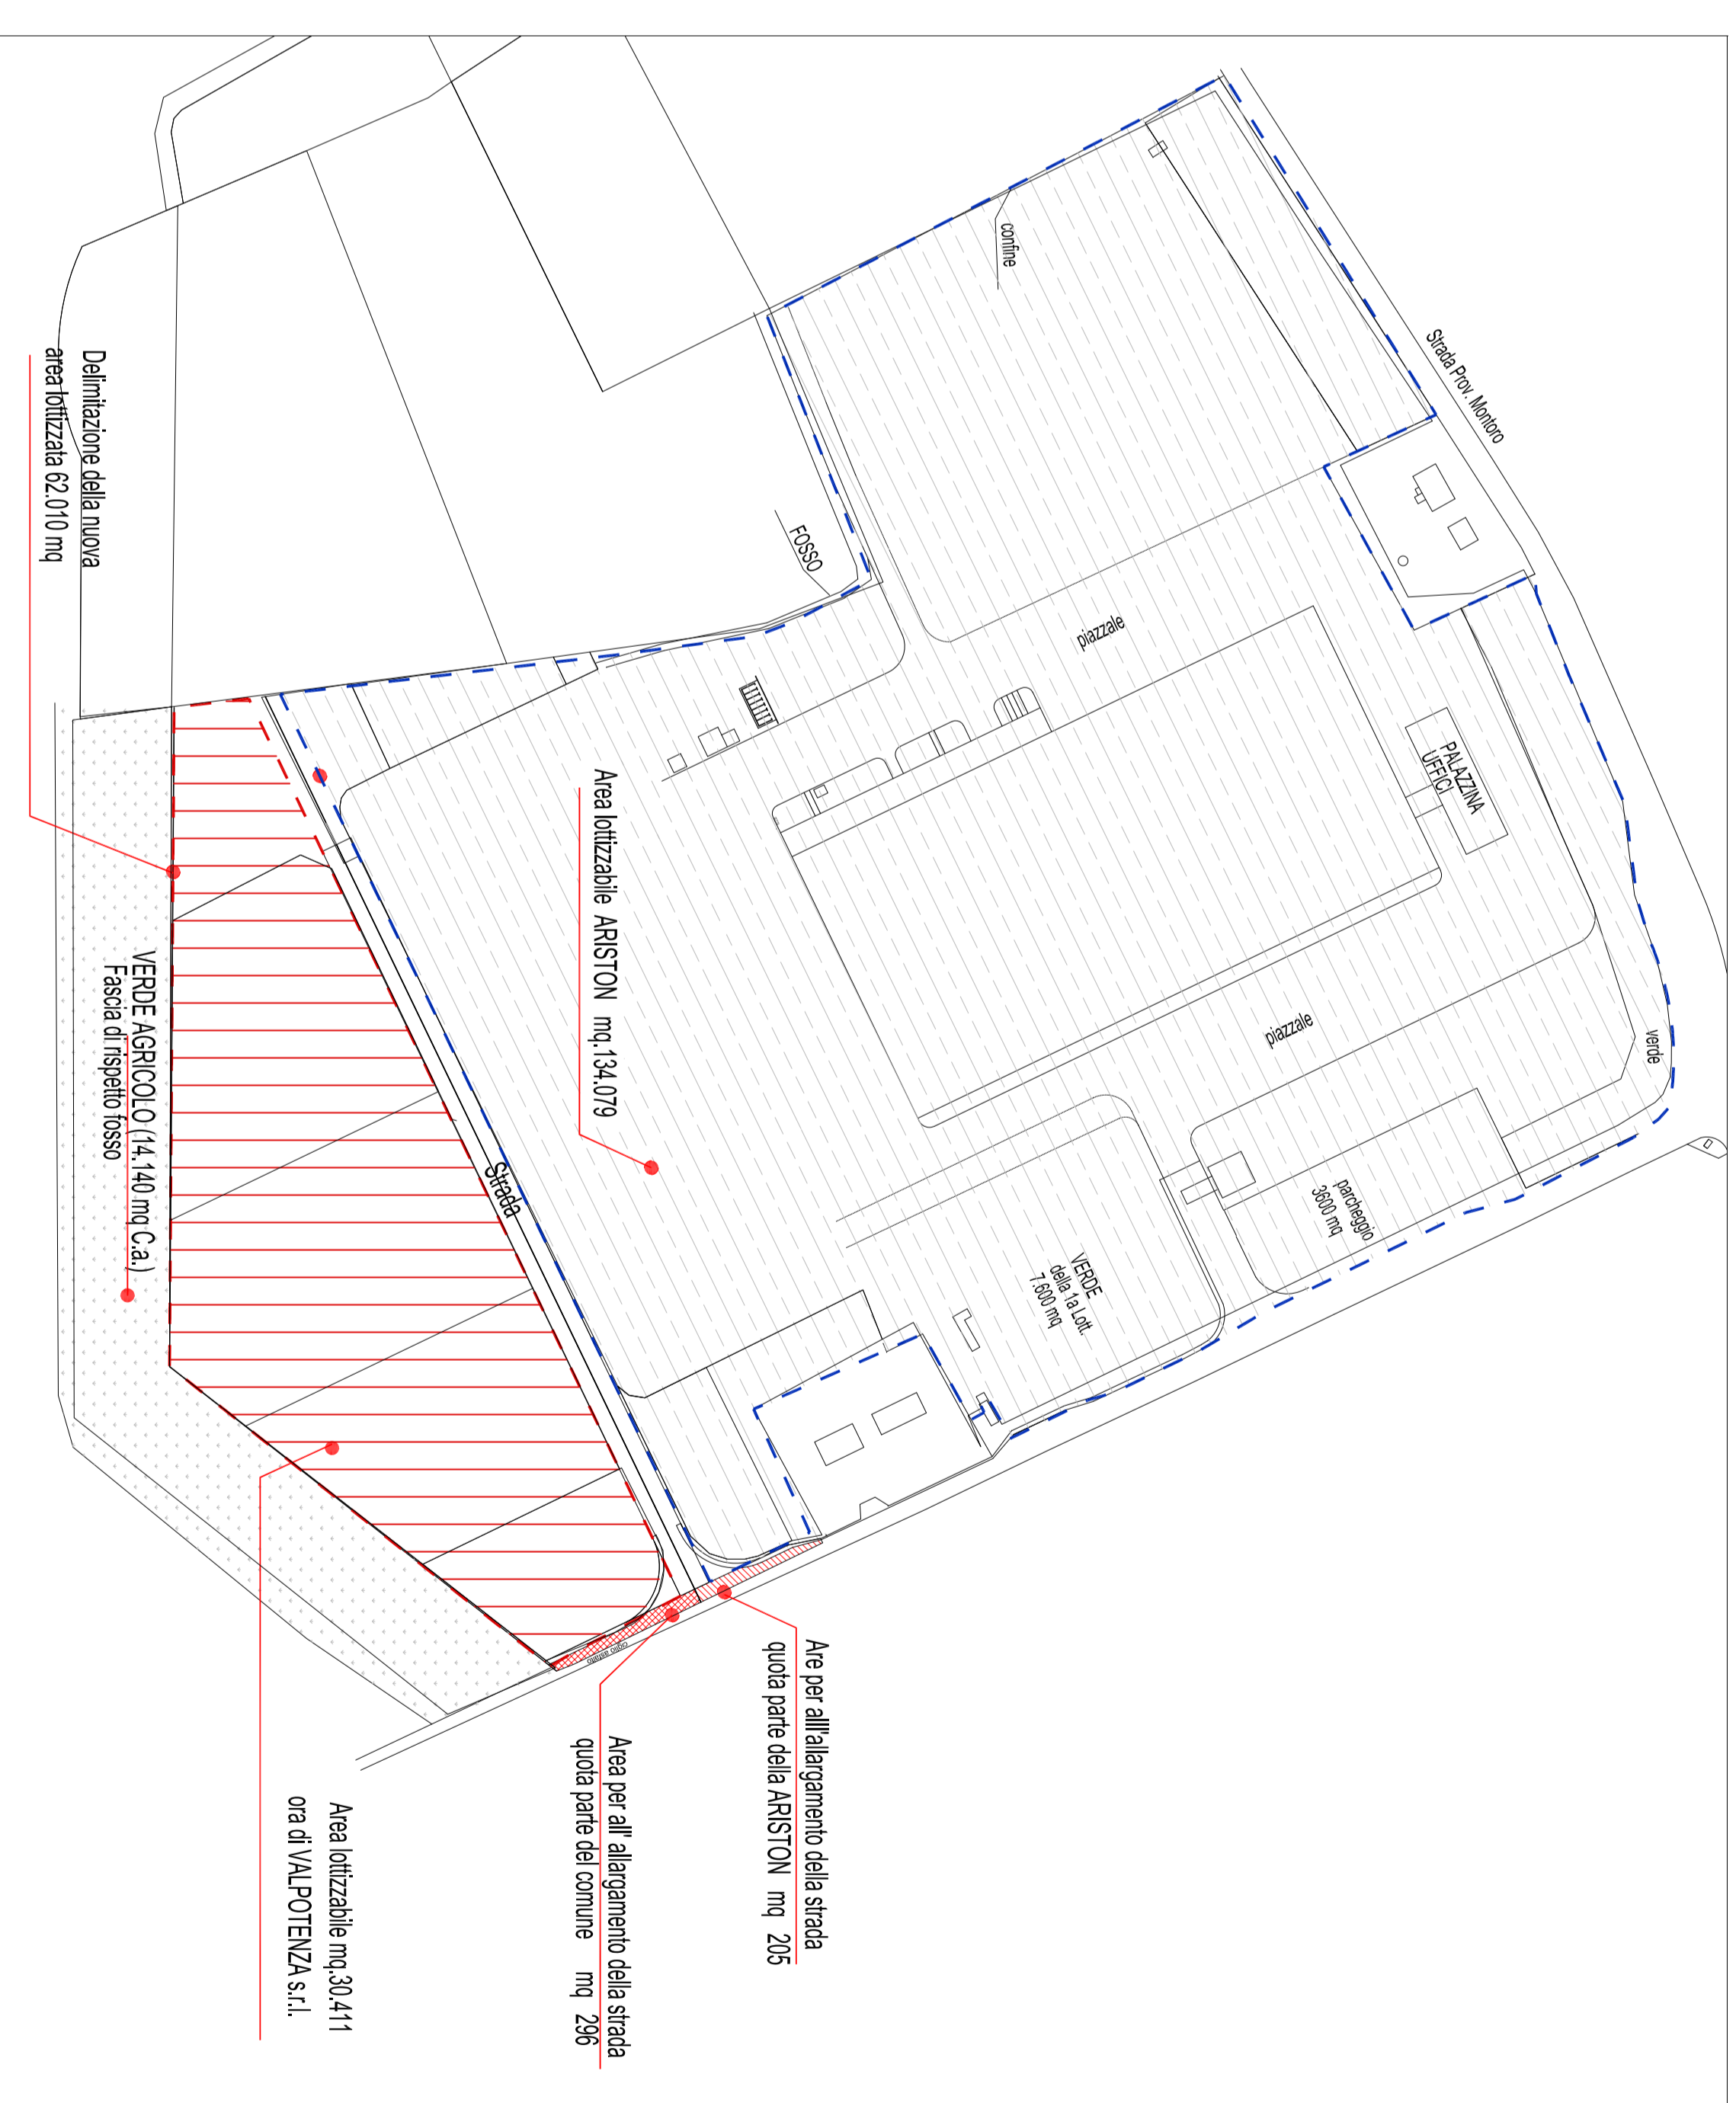 Strada Prov. Montoro
confine
FOSSO
piazzale
PALAZZINA
UFFICI
verde
piazzale
parcheggio
3600 mq
VERDE
della 1a Lott.
7.600 mq
Area lottizzabile ARISTON mq.134.079
Strada
Delimitazione della nuova
area lottizzata 62.010 mq
VERDE AGRICOLO (14.140 mq C.a.)
Fascia di rispetto fosso
ciglio asfalto
Are per alll'allargamento della strada
quota parte della ARISTON mq 205
Area per all' allargamento della strada
quota parte del comune mq 296
Area lottizzabile mq.30.411
ora di VALPOTENZA s.r.l.